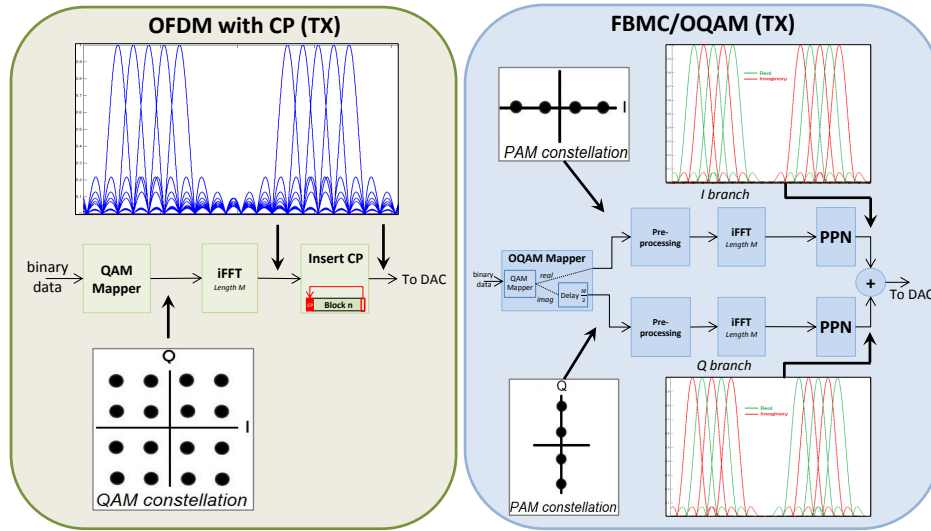 OFDM with CP (TX)
binary
data
QAM
Mapper
iFFT
Length M
Insert CP
CP
Block n
To DAC
Q
I
QAM constellation
FBMC/OQAM (TX)
I
PAM constellation
Real
Imaginary
I branch
binary
data
OQAM Mapper
QAM
Mapper
real
imag
Delay M/2
Pre-
processing
iFFT
Length M
PPN
+
To DAC
Pre-
processing
iFFT
Length M
PPN
Q branch
Q
PAM constellation
Real
Imaginary